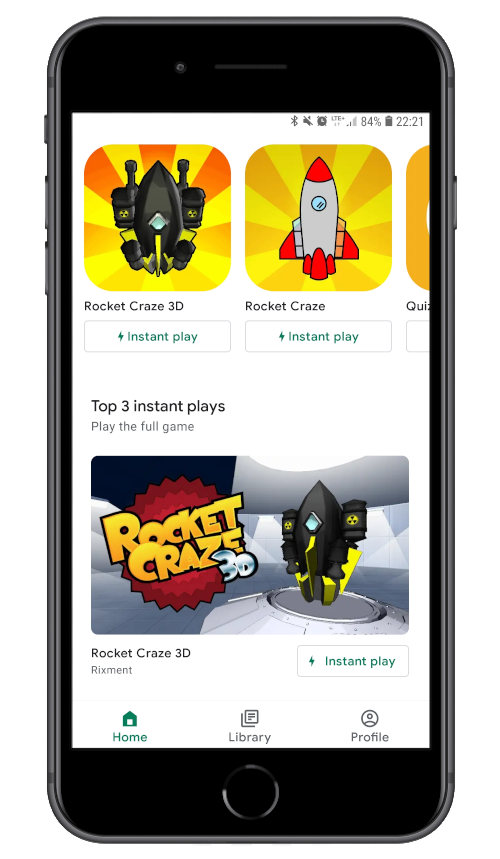 LTE+ 84% 22:21
Rocket Craze 3D
Rocket Craze
Quiz
Instant play
Instant play
Top 3 instant plays
Play the full game
ROCKET
CRAZE
3D
Rocket Craze 3D
Rixment
Instant play
Home
Library
Profile